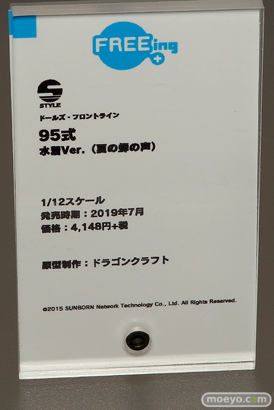 FREEing
S
STYLE
ドールズ・フロントライン
95式
水着Ver.（夏の蝉の声）
1/12スケール
発売時期：2019年7月
価格：4,148円+税
原型制作：ドラゴンクラフト
©2015 SUNBORN Network Technology Co., Ltd. All Rights Reserved.
moeyo.com